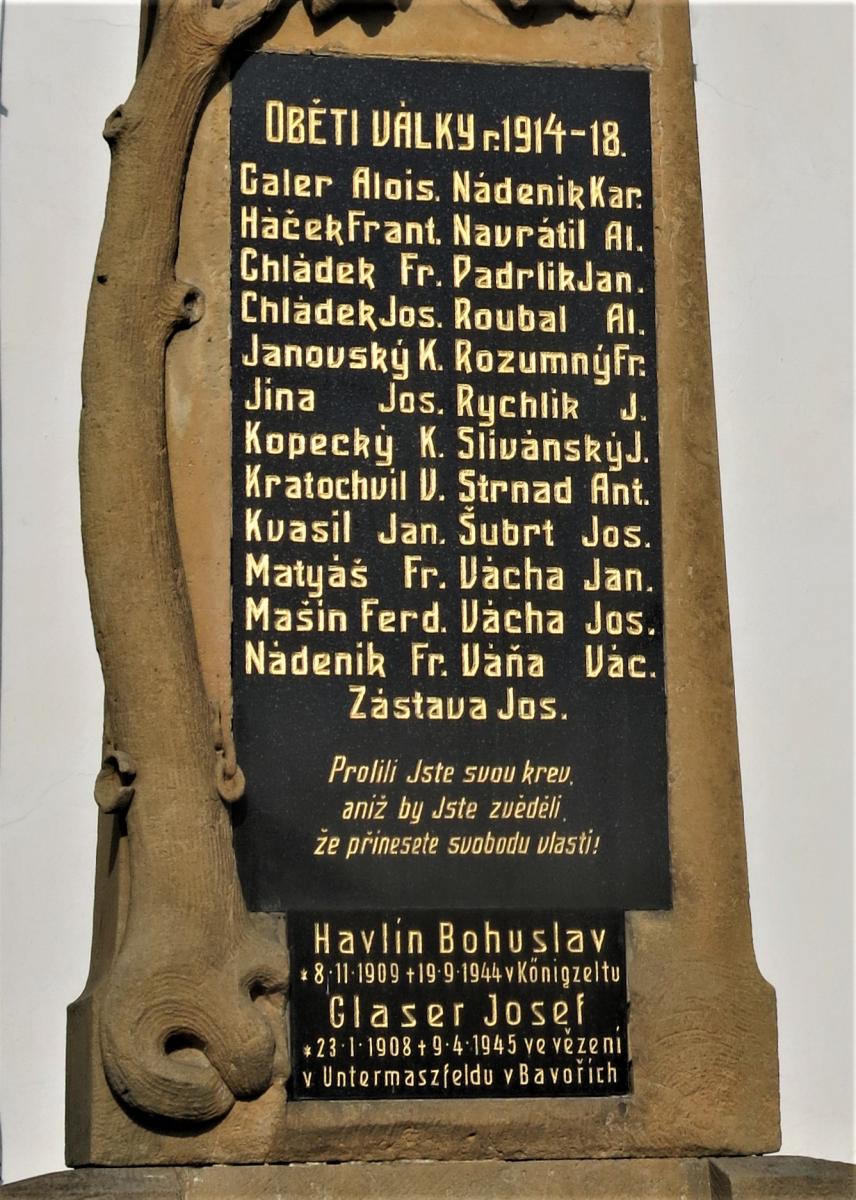 OBĚTI VÁLKY r. 1914-18.
Galer Alois. Nádeník Kar.
Háček Frant. Navrátil Al.
Chládek Fr. Padrlík Jan.
Chládek Jos. Roubal Al.
Janovský K. Rozumný Fr.
Jína Jos. Rychlík J.
Kopecký K. Slívánský J.
Kratochvil V. Strnad Ant.
Kvasil Jan. Šubrt Jos.
Matyáš Fr. Vácha Jan.
Mašín Ferd. Vácha Jos.
Nádeník Fr. Váňa Vác.
Zástava Jos.
Prolili Jste svou krev,
aniž by Jste zvěděli,
že přinesete svobodu vlasti!
Havlín Bohuslav
*8·11·1909 +19·9·1944 v Königzeltu
Glaser Josef
*23·1·1908 +9·4·1945 ve vězení
v Untermaszfeldu v Bavořích